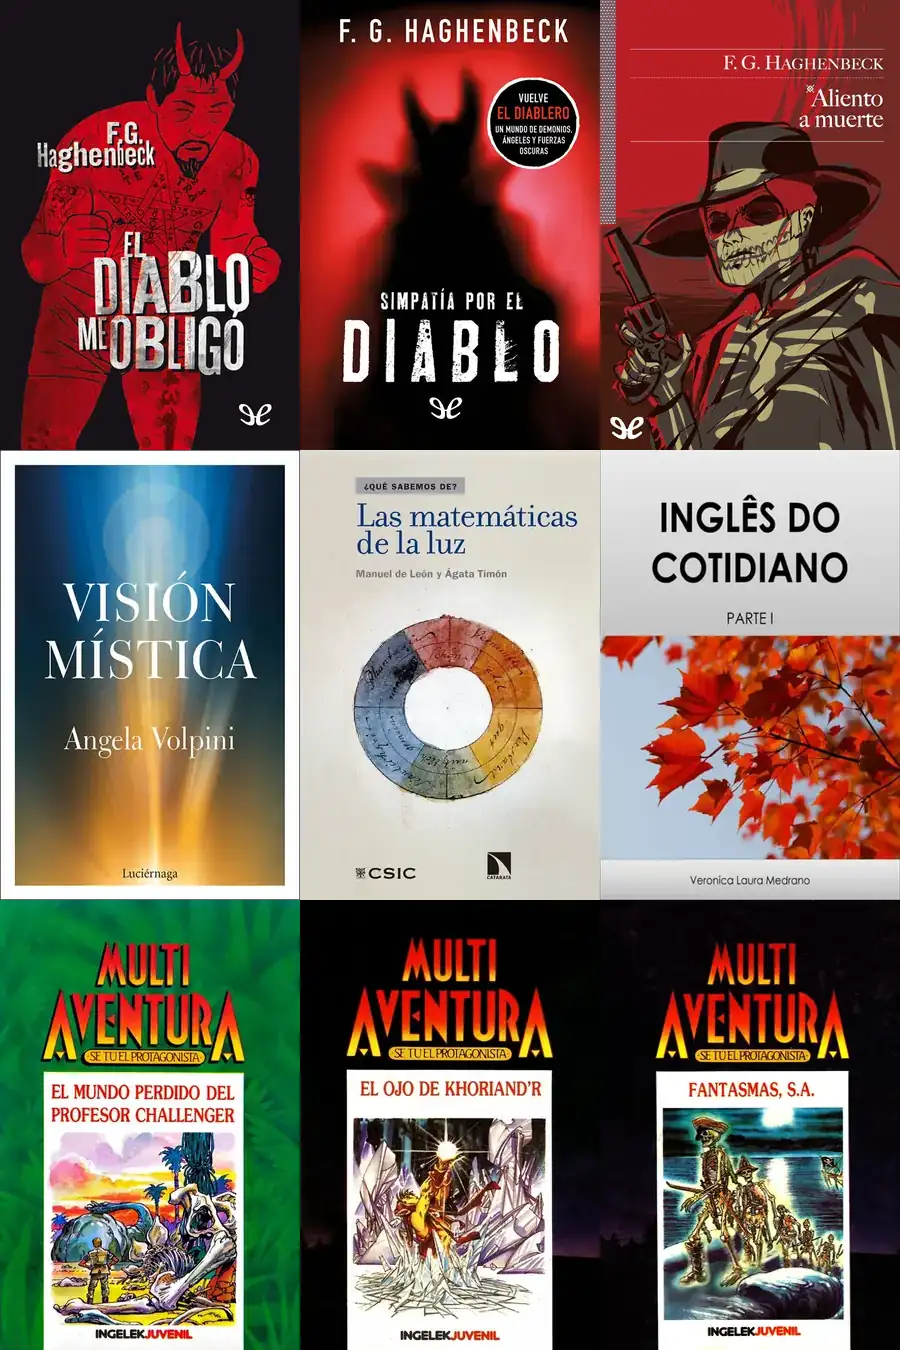 F.G.
Haghenbeck
EL
DIABLO
ME OBLIGÓ
F. G. HAGHENBECK
VUELVE
EL DIABLERO
UN MUNDO DE DEMONIOS,
ÁNGELES Y FUERZAS
OSCURAS
SIMPATÍA POR EL
DIABLO
F. G. HAGHENBECK
Aliento
a muerte
VISIÓN
MÍSTICA
Angela Volpini
Luciérnaga
¿QUÉ SABEMOS DE?
Las matemáticas
de la luz
Manuel de León y Ágata Timón
CSIC
CATARATA
INGLÊS DO
COTIDIANO
PARTE I
Veroníca Laura Medrano
MULTI
AVENTURA
SE TU EL PROTAGONISTA
EL MUNDO PERDIDO DEL
PROFESOR CHALLENGER
INGELEKJUVENIL
MULTI
AVENTURA
SE TU EL PROTAGONISTA
EL OJO DE KHORIAND'R
INGELEKJUVENIL
MULTI
AVENTURA
SE TU EL PROTAGONISTA
FANTASMAS, S.A.
INGELEKJUVENIL